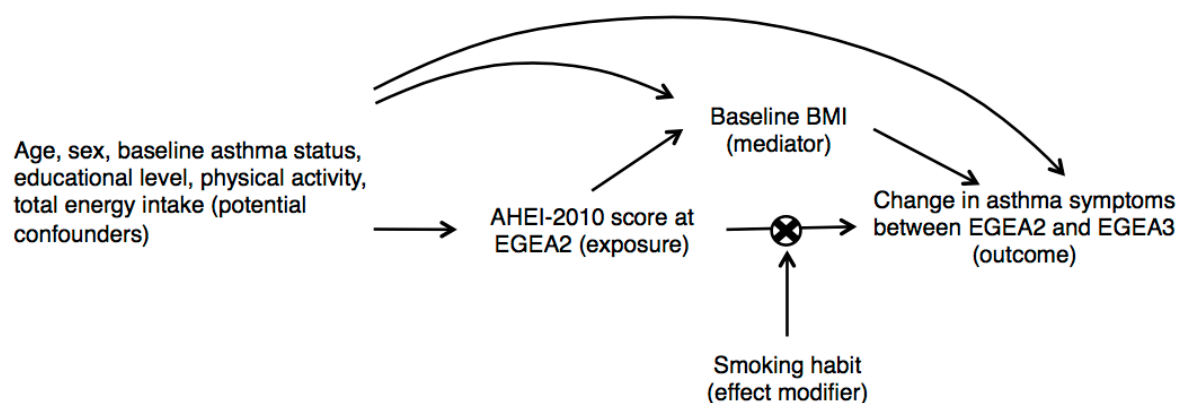 Baseline BMI
(mediator)
Age, sex, baseline asthma status,
educational level, physical activity,
total energy intake (potential
confounders)
AHEI-2010 score at
EGEA2 (exposure)
Change in asthma symptoms
between EGEA2 and EGEA3
(outcome)
Smoking habit
(effect modifier)